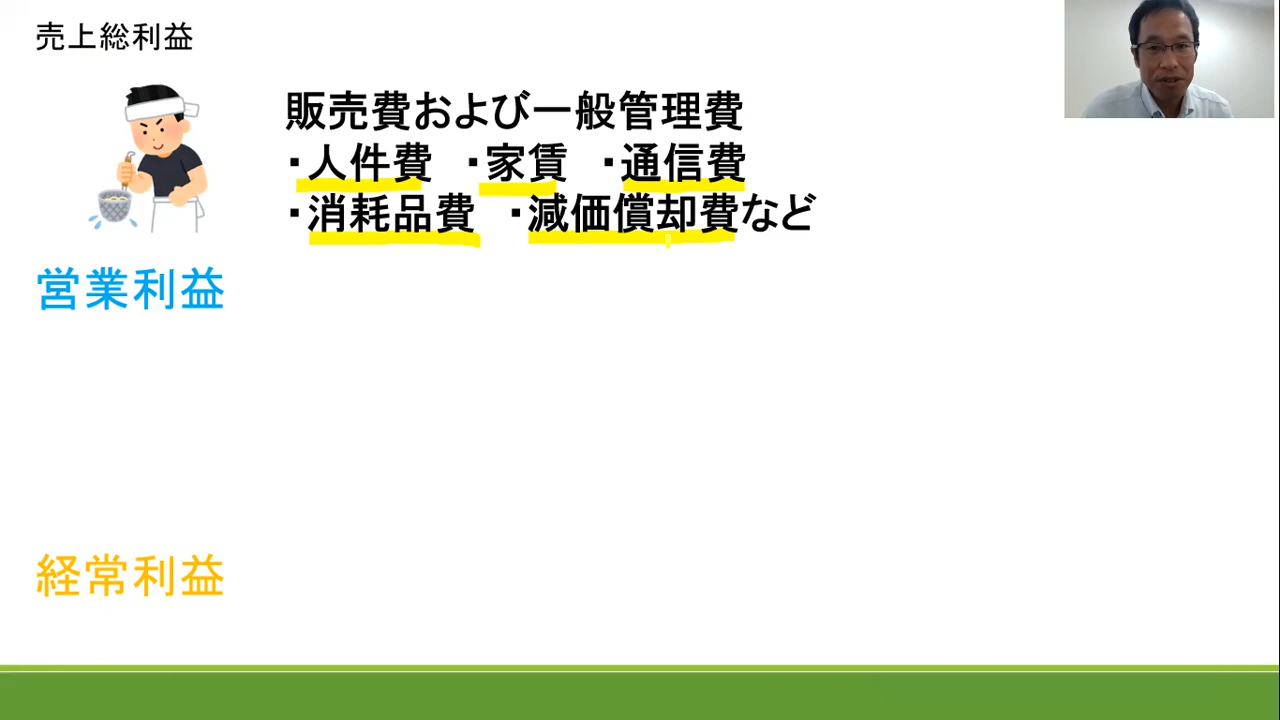 売上総利益
販売費および一般管理費
・人件費　・家賃　・通信費
・消耗品費　・減価償却費など
営業利益
経常利益